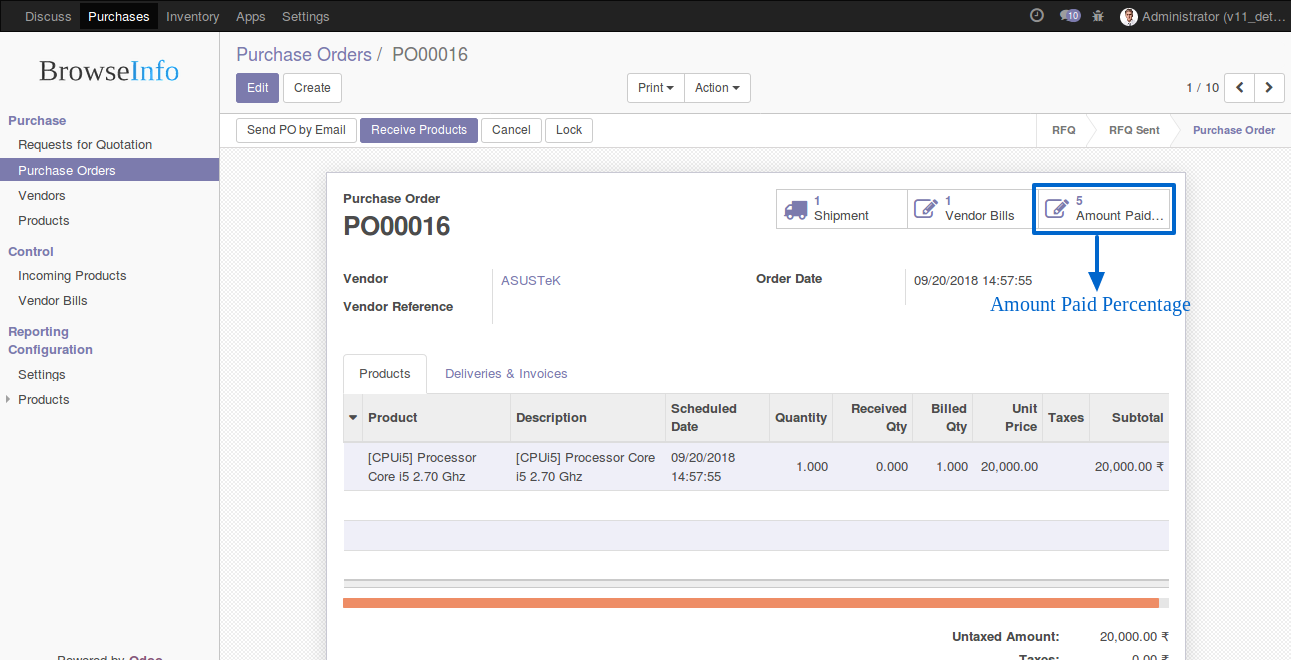 Discuss Purchases Inventory Apps Settings 10 Administrator (v11_det…
BrowseInfo
Purchase Orders / PO00016
Edit Create Print Action 1 / 10
Send PO by Email Receive Products Cancel Lock RFQ RFQ Sent Purchase Order
Purchase
Requests for Quotation
Purchase Orders
Vendors
Products
Control
Incoming Products
Vendor Bills
Reporting
Configuration
Settings
Products
Powered by Odoo
Purchase Order
PO00016
1
Shipment
1
Vendor Bills
5
Amount Paid…
Amount Paid Percentage
Vendor ASUSTeK
Vendor Reference
Order Date 09/20/2018 14:57:55
Products Deliveries & Invoices
Product Description Scheduled Date Quantity Received Qty Billed Qty Unit Price Taxes Subtotal
[CPUi5] Processor Core i5 2.70 Ghz [CPUi5] Processor Core i5 2.70 Ghz 09/20/2018 14:57:55 1.000 0.000 1.000 20,000.00 20,000.00 ₹
Untaxed Amount: 20,000.00 ₹
Taxes: 0.00 ₹